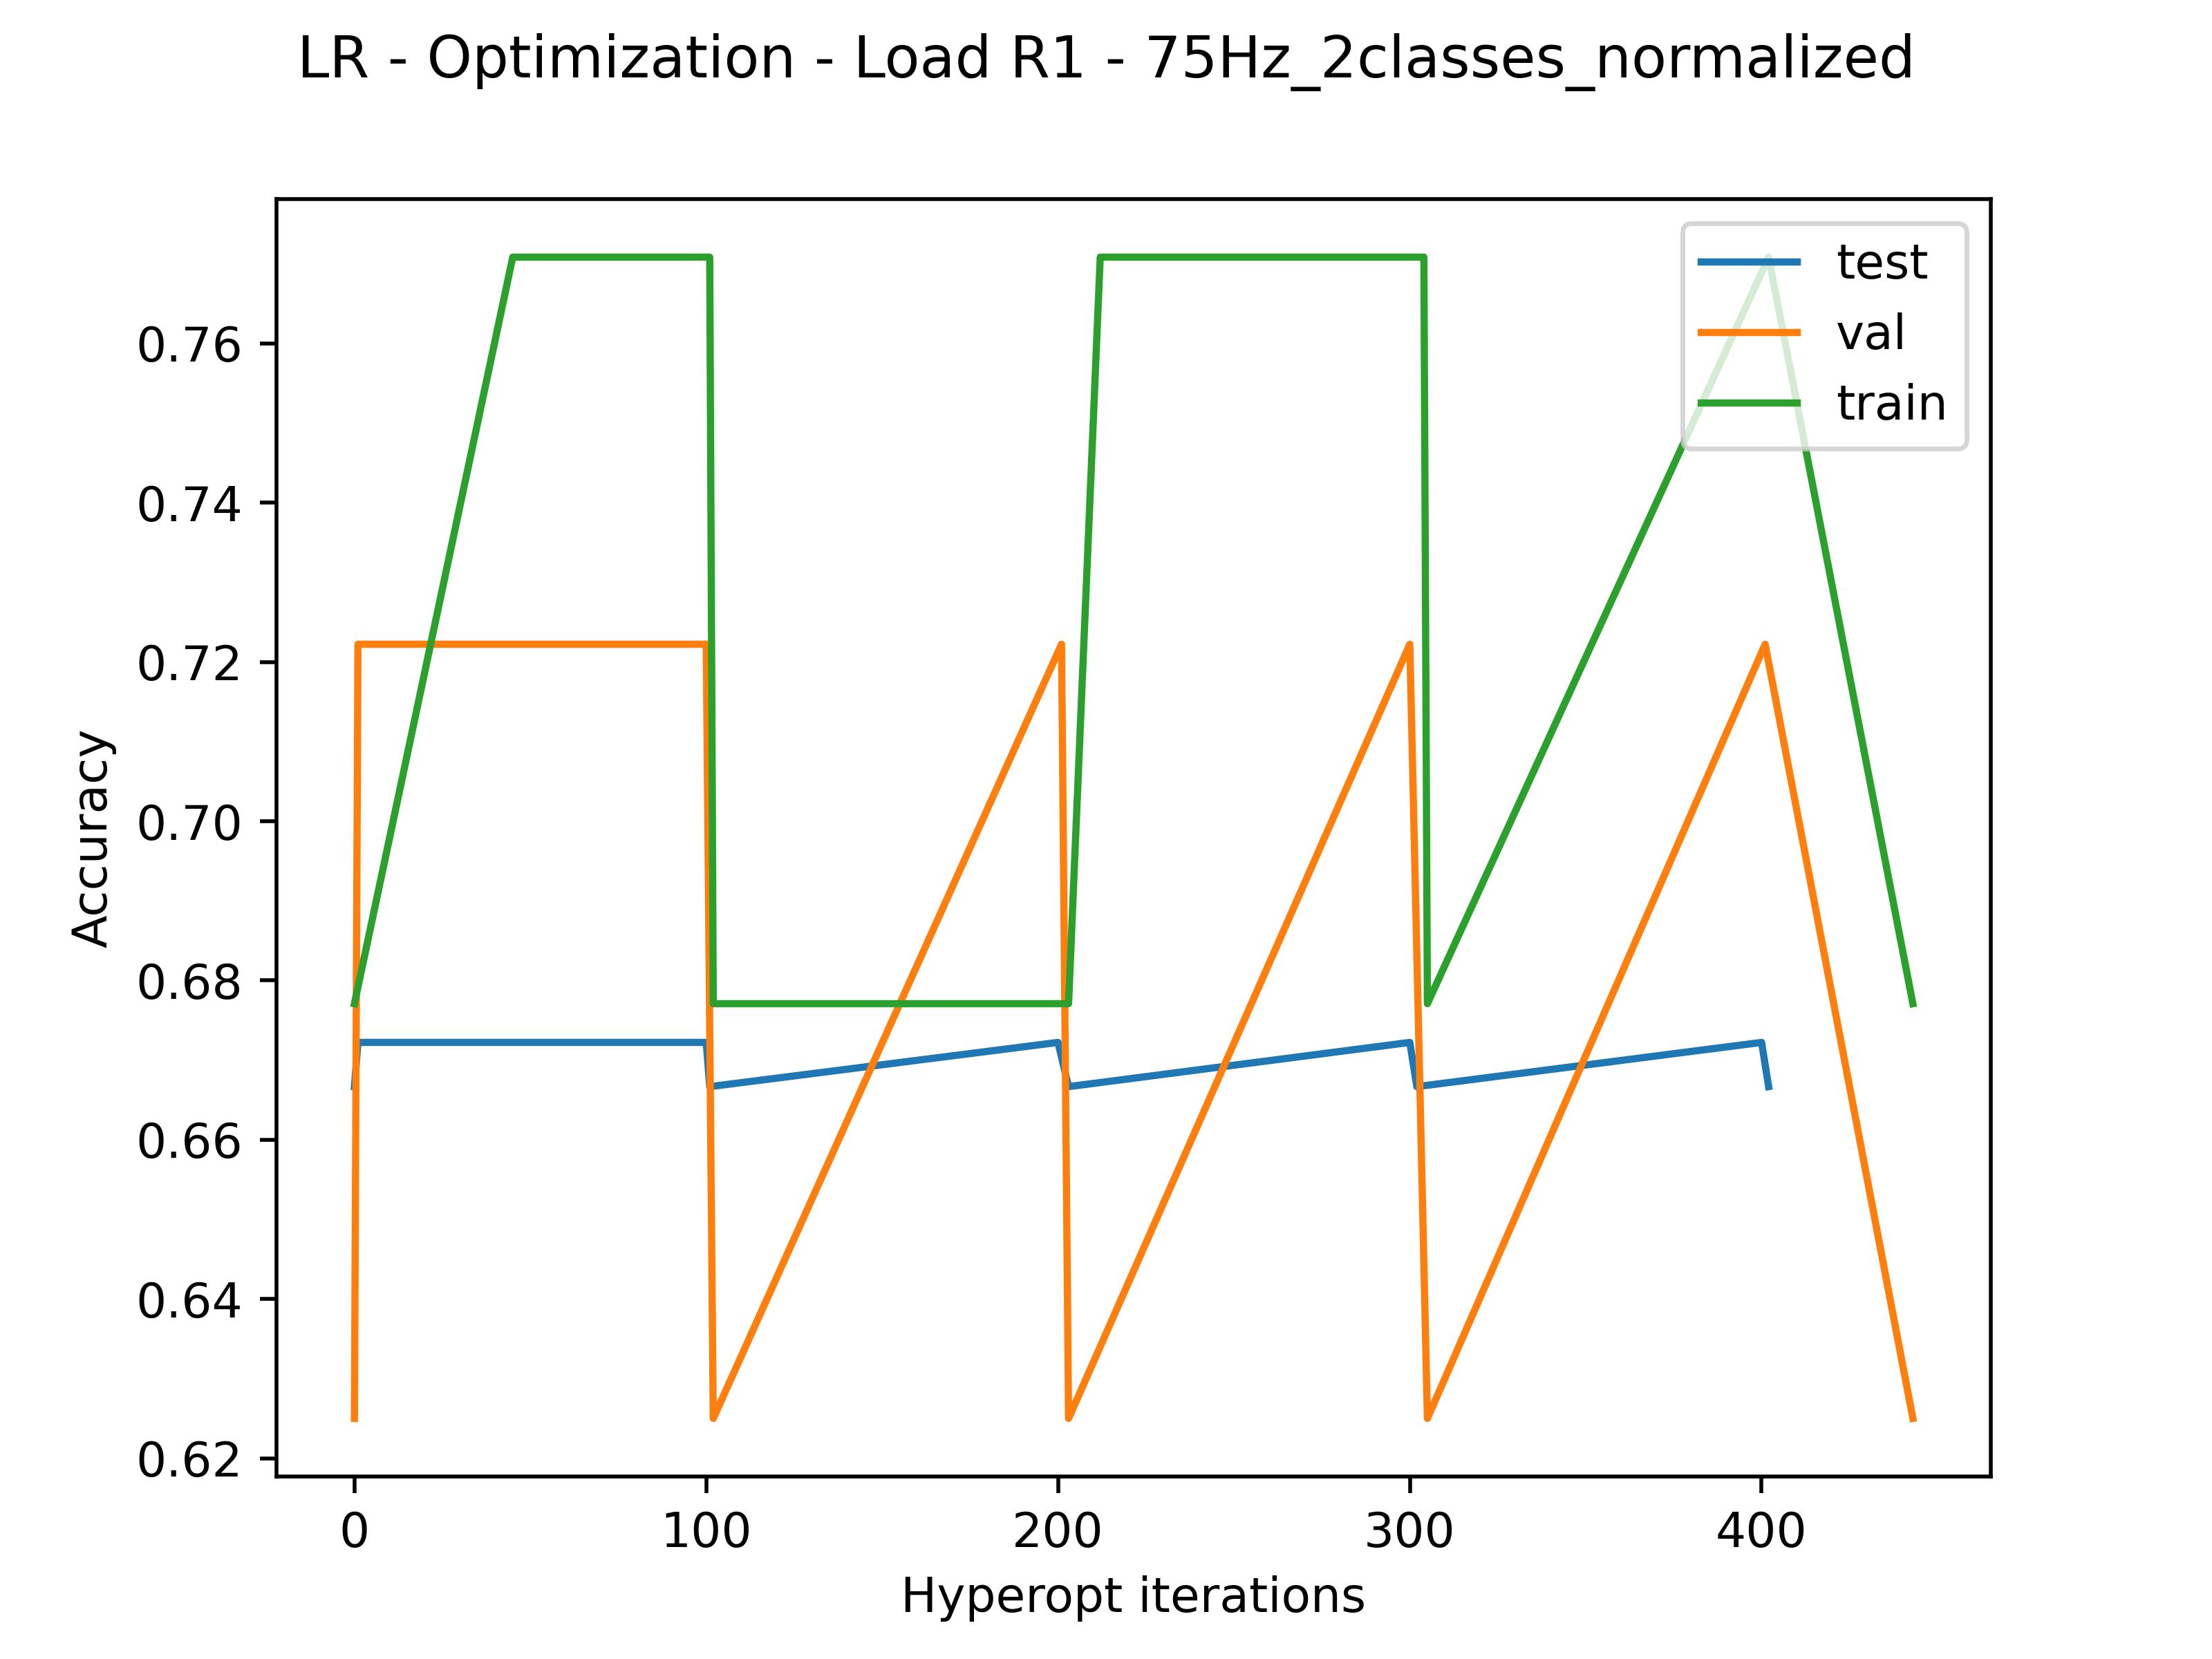 LR - Optimization - Load R1 - 75Hz_2classes_normalized
test
val
train
0.76
0.74
0.72
0.70
0.68
0.66
0.64
0.62
Accuracy
0 100 200 300 400
Hyperopt iterations